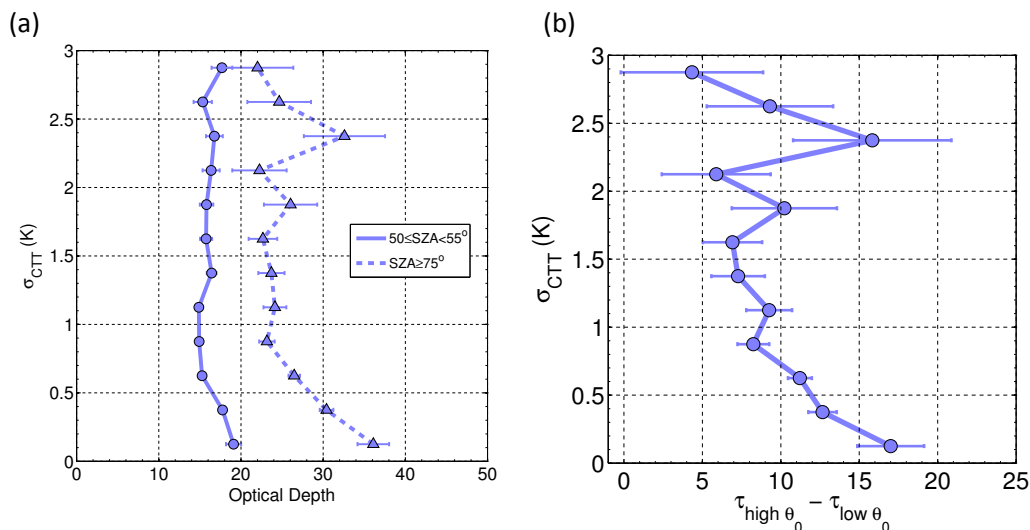 (a)
3
2.5
2
1.5
1
0.5
0
σCTT (K)
0 10 20 30 40 50
Optical Depth
50≤SZA<55°
SZA≥75°
(b)
3
2.5
2
1.5
1
0.5
0
σCTT (K)
0 5 10 15 20 25
τhigh θ0 − τlow θ0